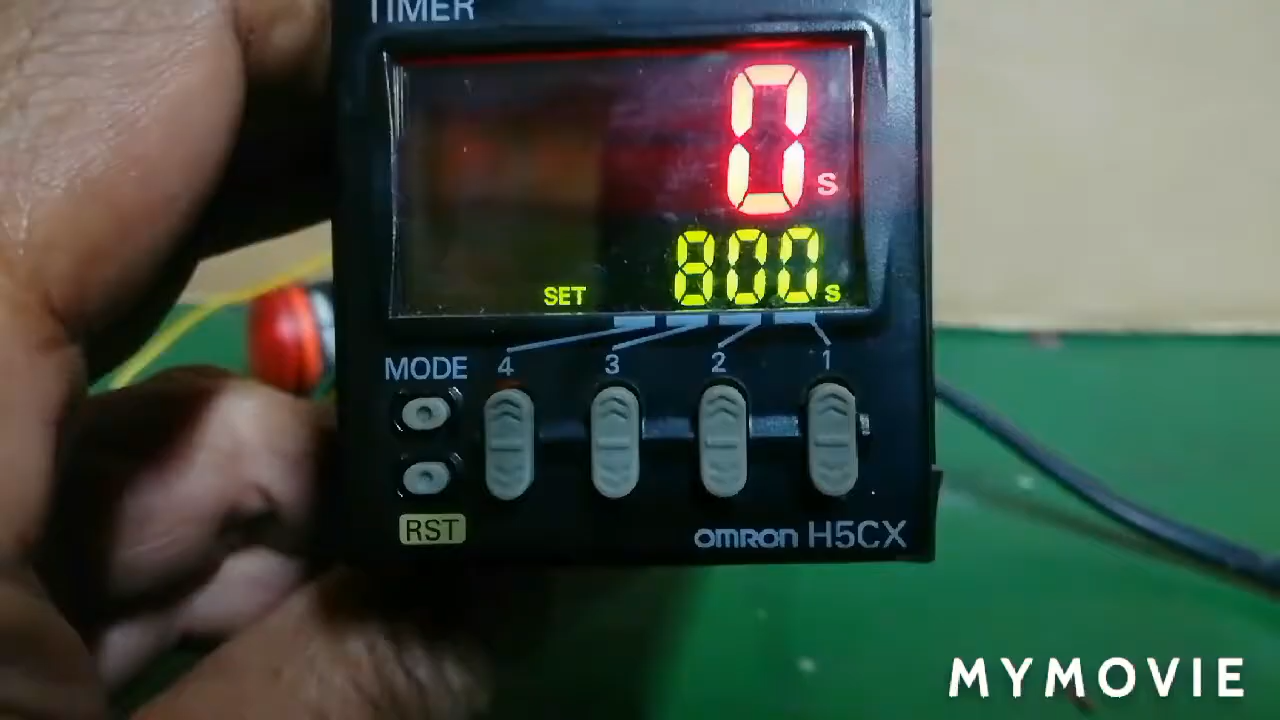 TIMER
0 s
SET 800 s
MODE 4 3 2 1
RST
omron H5CX
MYMOVIE